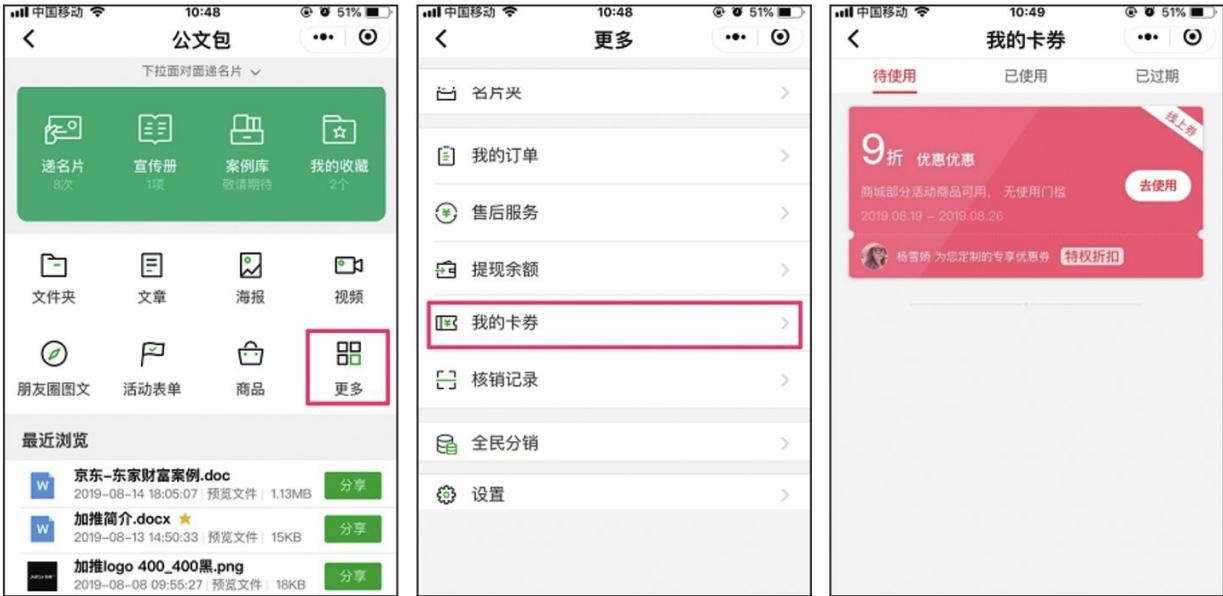 中国移动 10:48 51%
公文包
下拉面对面递名片
递名片 宣传册 案例库 我的收藏
8次 1项 敬请期待 2个
文件夹 文章 海报 视频
朋友圈图文 活动表单 商品 更多
最近浏览
W 京东-东家财富案例.doc
2019-08-14 18:05:07 | 预览文件 | 1.13MB 分享
W 加推简介.docx
2019-08-13 14:50:33 | 预览文件 | 15KB 分享
加推logo 400_400黑.png
2019-08-08 09:55:27 | 预览文件 | 18KB 分享
中国移动 10:48 51%
更多
名片夹
我的订单
售后服务
提现余额
我的卡券
核销记录
全民分销
设置
中国移动 10:49 51%
我的卡券
待使用 已使用 已过期
线上券
9折 优惠优惠
去使用
商城部分活动商品可用, 无使用门槛
2019.08.19 - 2019.08.26
杨雪娇 为您定制的专享优惠券 特权折扣